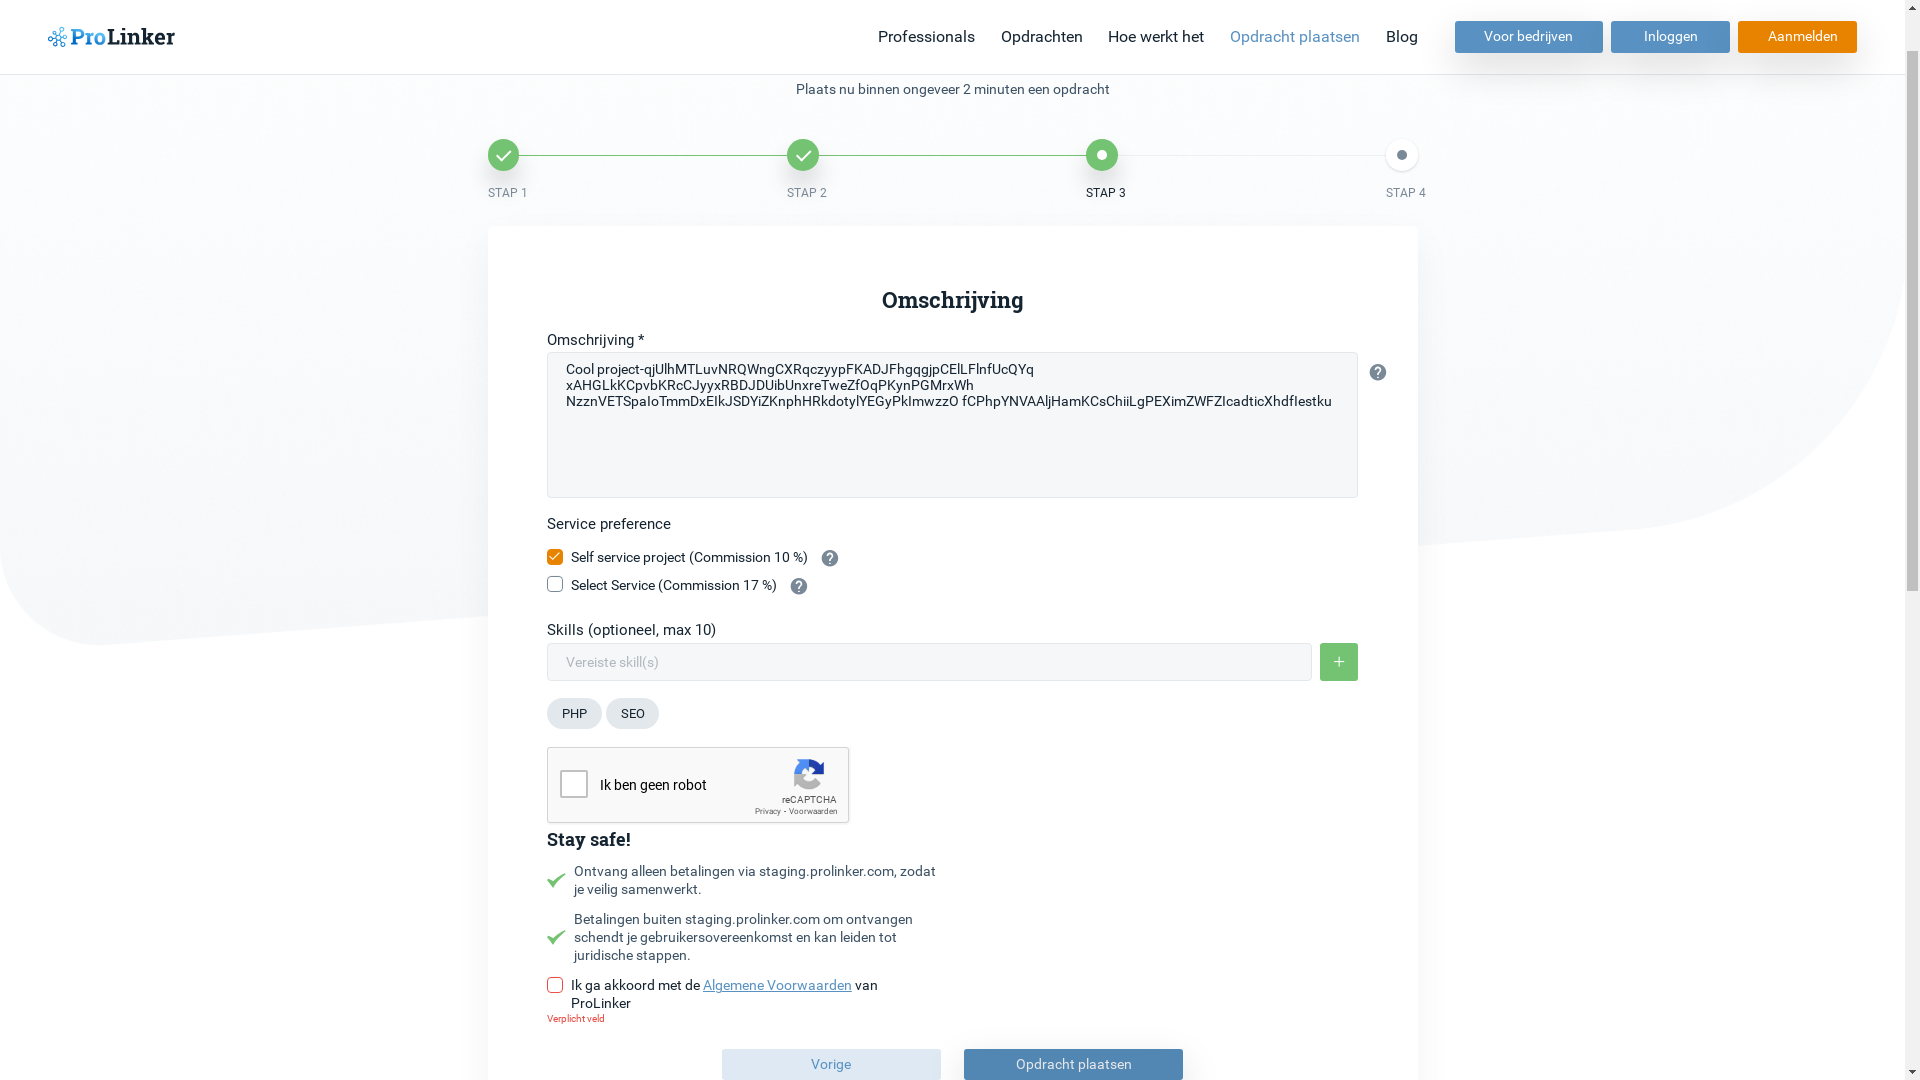 ProLinker
Professionals
Opdrachten
Hoe werkt het
Opdracht plaatsen
Blog
Voor bedrijven
Inloggen
Aanmelden
Plaats nu binnen ongeveer 2 minuten een opdracht
STAP 1
STAP 2
STAP 3
STAP 4
Omschrijving
Omschrijving *
Cool project-qjUlhMTLuvNRQWngCXRqczyypFKADJFhgqgjpCElLFlnfUcQYq
xAHGLkKCpvbKRcCJyyxRBDJDUibUnxreTweZfOqPKynPGMrxWh
NzznVETSpaIoTmmDxEIkJSDYiZKnphHRkdotylYEGyPkImwzzO fCPhpYNVAAljHamKCsChiiLgPEXimZWFZIcadticXhdfIestku
Service preference
Self service project (Commission 10 %)
Select Service (Commission 17 %)
Skills (optioneel, max 10)
Vereiste skill(s)
+
PHP
SEO
Ik ben geen robot
reCAPTCHA
Privacy - Voorwaarden
Stay safe!
Ontvang alleen betalingen via staging.prolinker.com, zodat
je veilig samenwerkt.
Betalingen buiten staging.prolinker.com om ontvangen
schendt je gebruikersovereenkomst en kan leiden tot
juridische stappen.
Ik ga akkoord met de Algemene Voorwaarden van
ProLinker
Verplicht veld
Vorige
Opdracht plaatsen